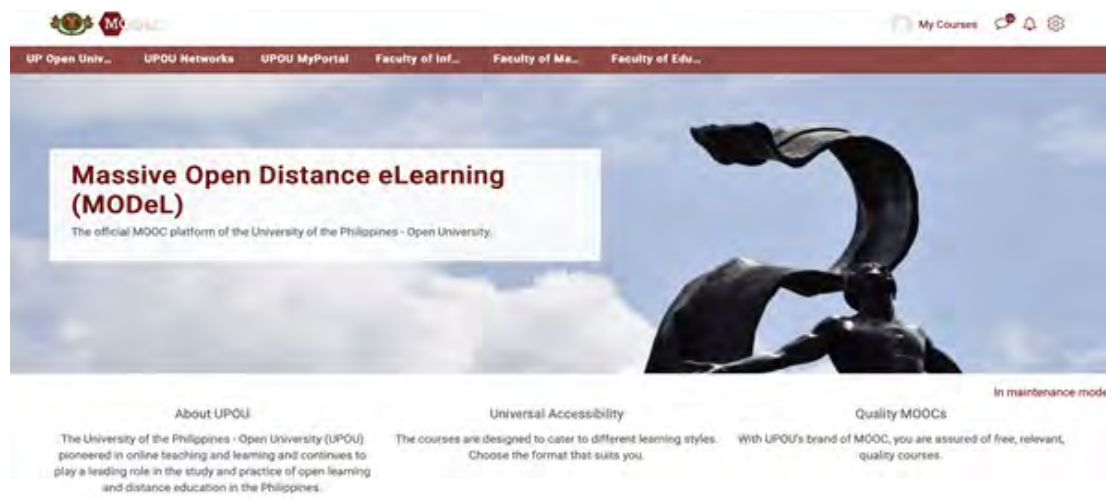 My Courses
UP Open Univ... UPOU Networks UPOU MyPortal Faculty of Inf... Faculty of Ma... Faculty of Edu...
Massive Open Distance eLearning
(MODeL)
The official MOOC platform of the University of the Philippines - Open University.
In maintenance mode
About UPOU
The University of the Philippines - Open University (UPOU)
pioneered in online teaching and learning and continues to
play a leading role in the study and practice of open learning
and distance education in the Philippines.
Universal Accessibility
The courses are designed to cater to different learning styles.
Choose the format that suits you.
Quality MOOCs
With UPOU's brand of MOOC, you are assured of free, relevant,
quality courses.